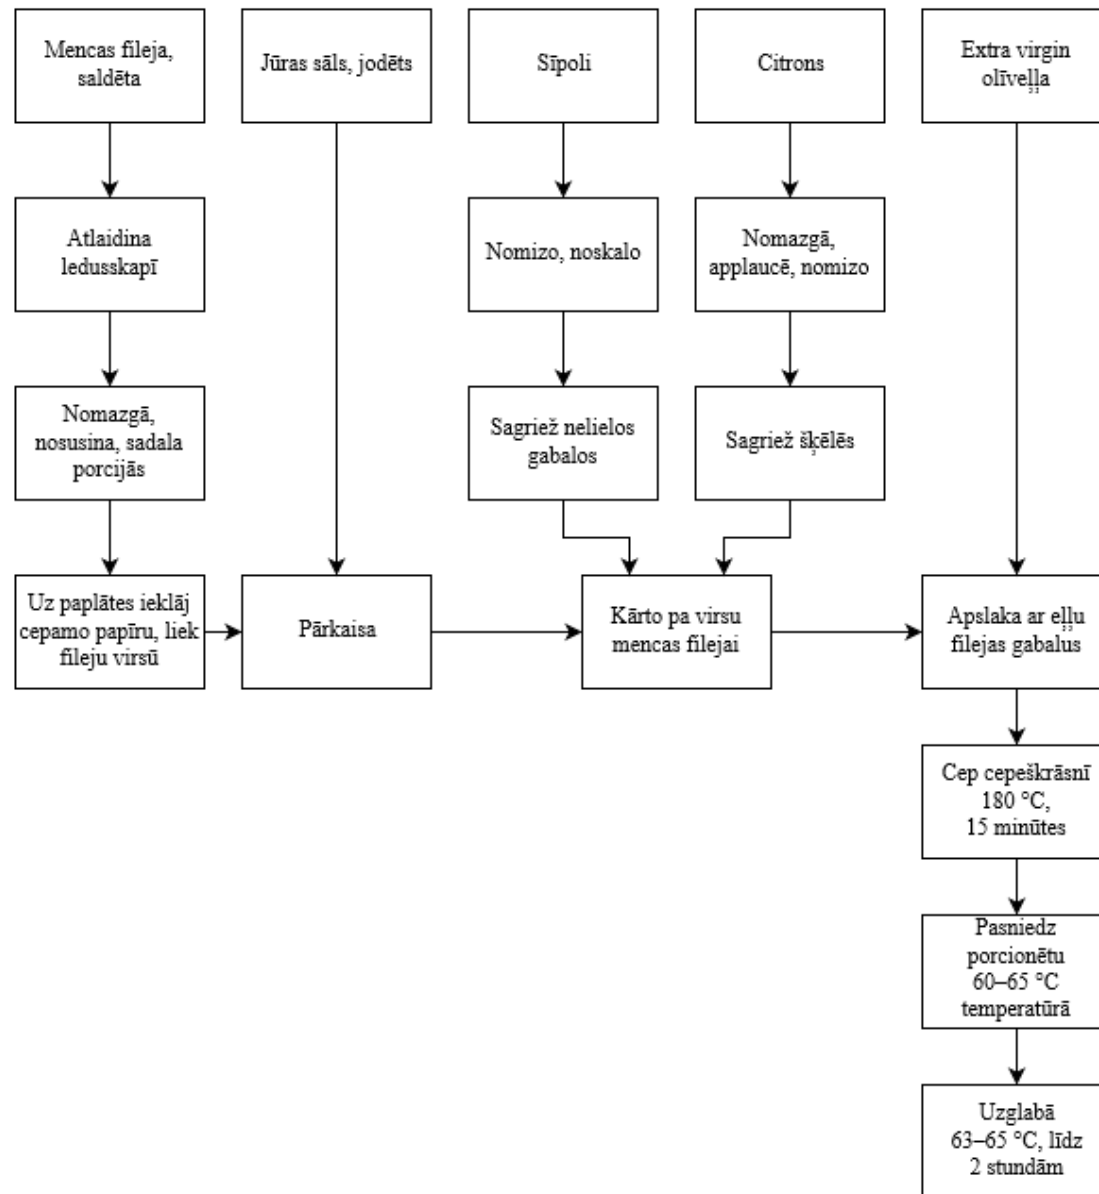 Mencas fileja,
saldēta
Jūras sāls, jodēts
Sīpoli
Citrons
Extra virgin
olīveļļa
Atlaidina
ledusskapī
Nomizo, noskalo
Nomazgā,
applaucē, nomizo
Nomazgā,
nosusina, sadala
porcijās
Sagriež nelielos
gabalos
Sagriež šķēlēs
Uz paplātes ieklāj
cepamo papīru, liek
fileju virsū
Pārkaisa
Kārto pa virsu
mencas filejai
Apslaka ar eļļu
filejas gabalus
Cep cepeškrāsnī
180 °C,
15 minūtes
Pasniedz
porcionētu
60–65 °C
temperatūrā
Uzglabā
63–65 °C, līdz
2 stundām